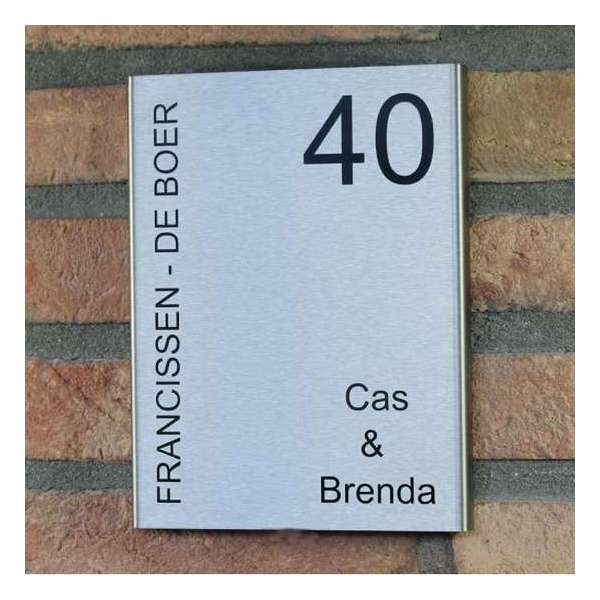 FRANCISSEN - DE BOER
40
Cas
&
Brenda